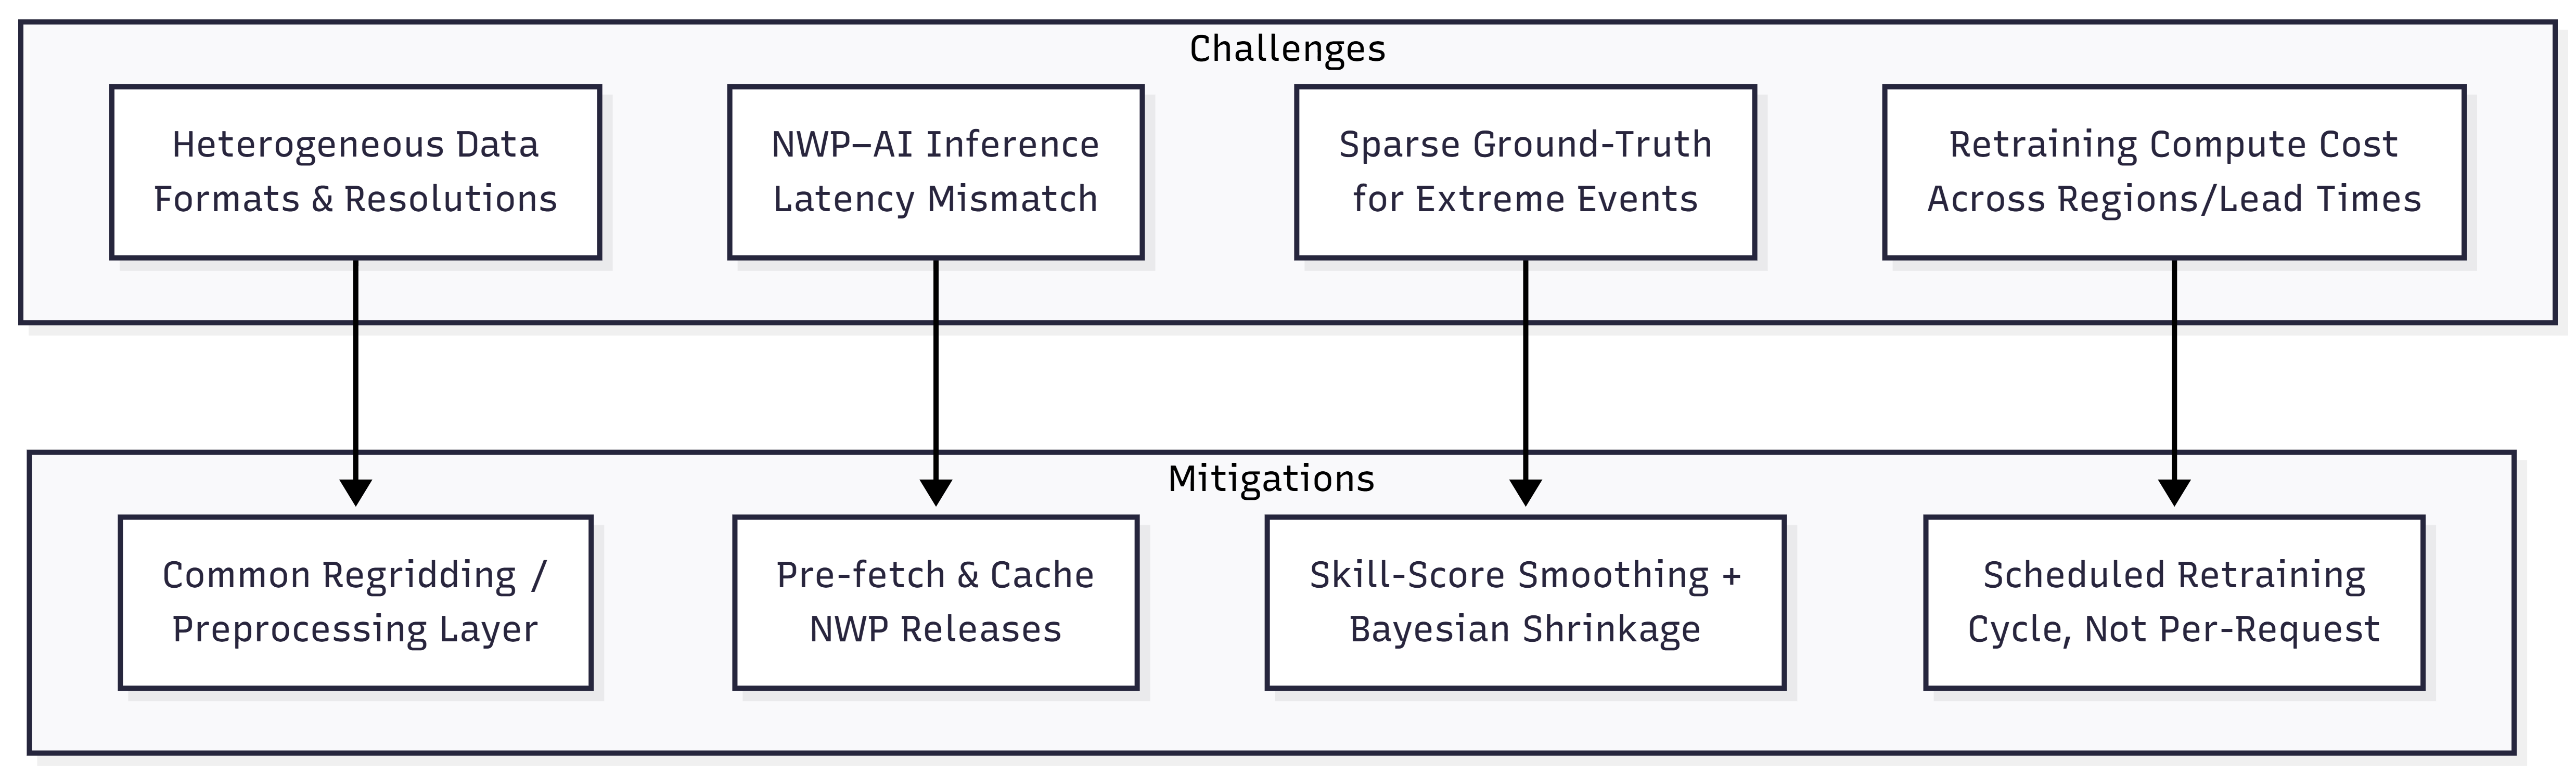 Challenges
Heterogeneous Data
Formats & Resolutions
NWP–AI Inference
Latency Mismatch
Sparse Ground-Truth
for Extreme Events
Retraining Compute Cost
Across Regions/Lead Times
Mitigations
Common Regridding /
Preprocessing Layer
Pre-fetch & Cache
NWP Releases
Skill-Score Smoothing +
Bayesian Shrinkage
Scheduled Retraining
Cycle, Not Per-Request